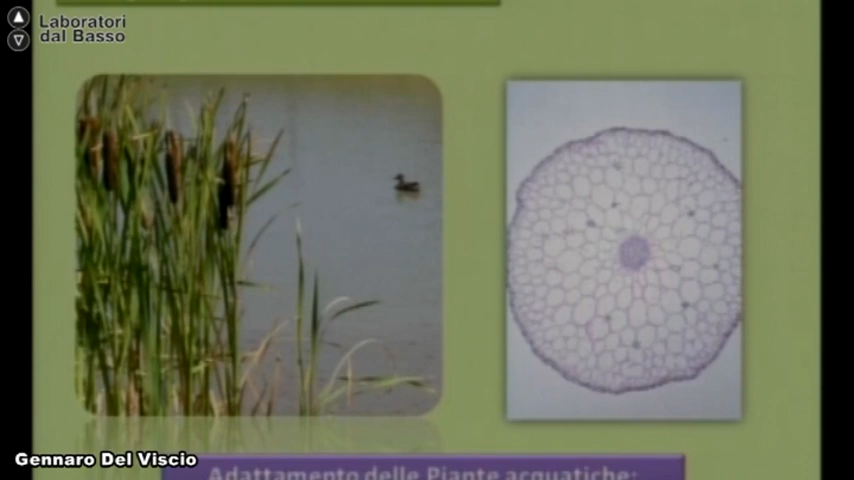 Laboratori
dal Basso
Gennaro Del Viscio
Adattamento delle Piante acquatiche: